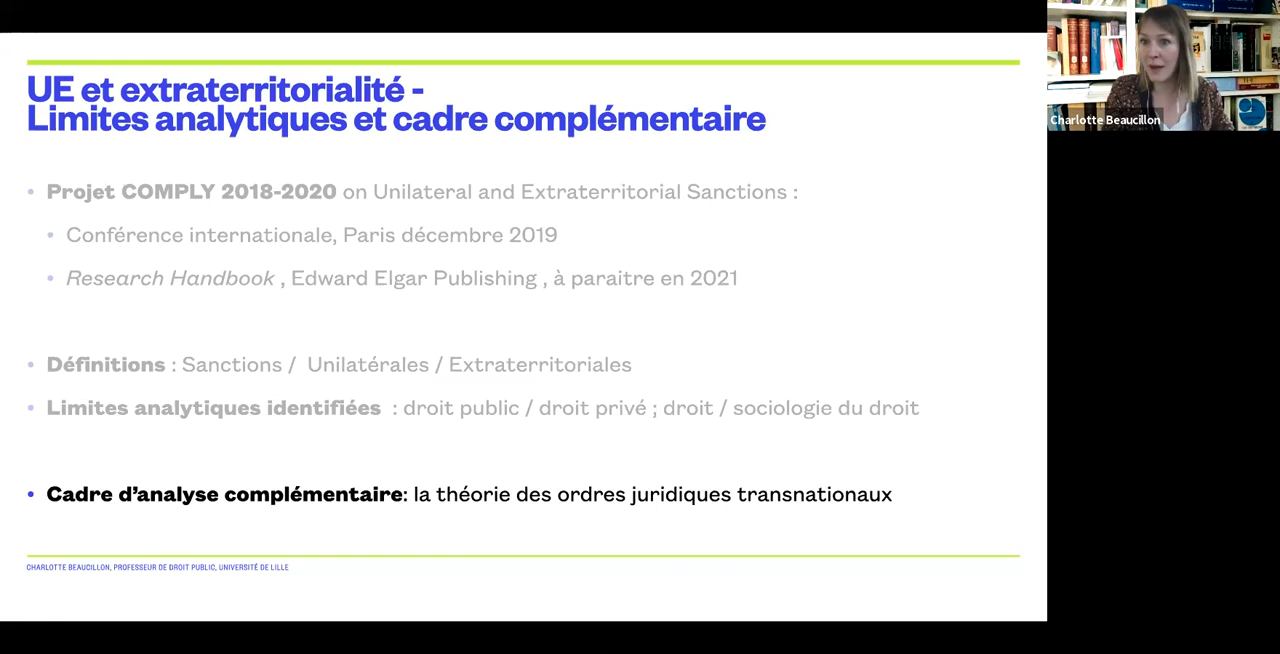 UE et extraterritorialité -
Limites analytiques et cadre complémentaire
• Projet COMPLY 2018-2020 on Unilateral and Extraterritorial Sanctions :
• Conférence internationale, Paris décembre 2019
• Research Handbook , Edward Elgar Publishing , à paraitre en 2021
• Définitions : Sanctions / Unilatérales / Extraterritoriales
• Limites analytiques identifiées : droit public / droit privé ; droit / sociologie du droit
• Cadre d’analyse complémentaire: la théorie des ordres juridiques transnationaux
CHARLOTTE BEAUCILLON, PROFESSEUR DE DROIT PUBLIC, UNIVERSITÉ DE LILLE
Charlotte Beaucillon